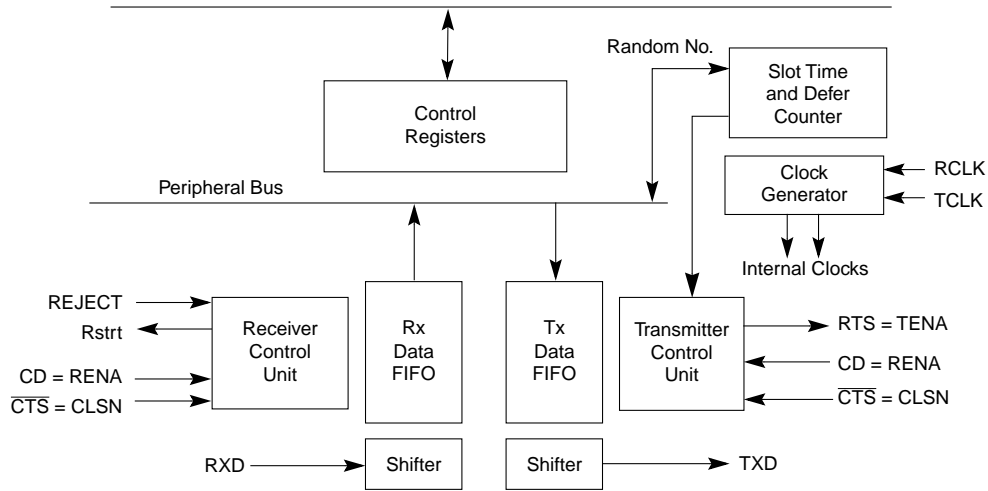 Random No.
Slot Time
and Defer
Counter
Control
Registers
Clock
Generator
RCLK
TCLK
Peripheral Bus
Internal Clocks
REJECT
Rstrt
CD = RENA
CTS = CLSN
Receiver
Control
Unit
Rx
Data
FIFO
Tx
Data
FIFO
Transmitter
Control
Unit
RTS = TENA
CD = RENA
CTS = CLSN
RXD
Shifter
Shifter
TXD